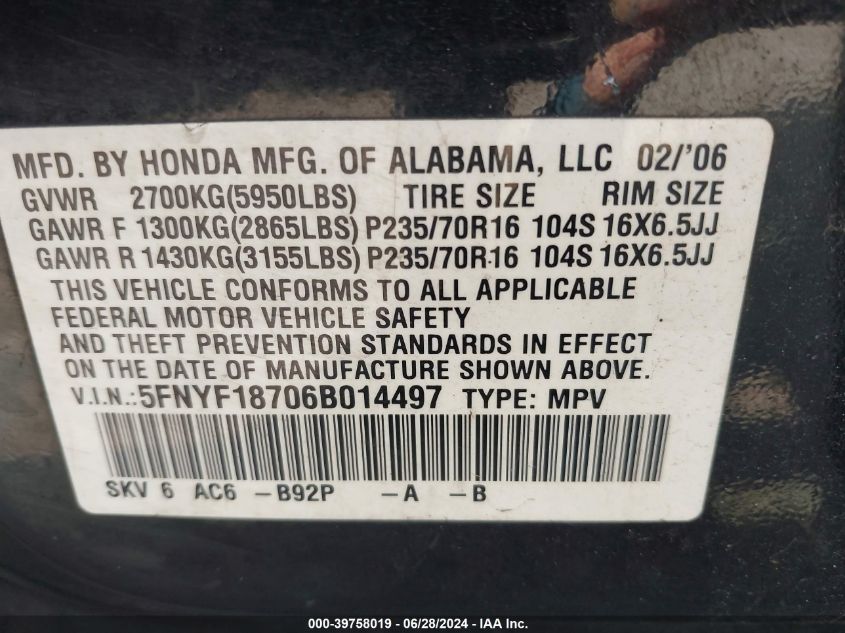 MFD. BY HONDA MFG. OF ALABAMA, LLC 02/'06
GVWR 2700KG(5950LBS) TIRE SIZE RIM SIZE
GAWR F 1300KG(2865LBS) P235/70R16 104S 16X6.5JJ
GAWR R 1430KG(3155LBS) P235/70R16 104S 16X6.5JJ
THIS VEHICLE CONFORMS TO ALL APPLICABLE
FEDERAL MOTOR VEHICLE SAFETY
AND THEFT PREVENTION STANDARDS IN EFFECT
ON THE DATE OF MANUFACTURE SHOWN ABOVE.
V.I.N.:5FNYF18706B014497 TYPE: MPV
SKV 6 AC6 -B92P -A -B
000-39758019 - 06/28/2024 - IAA Inc.